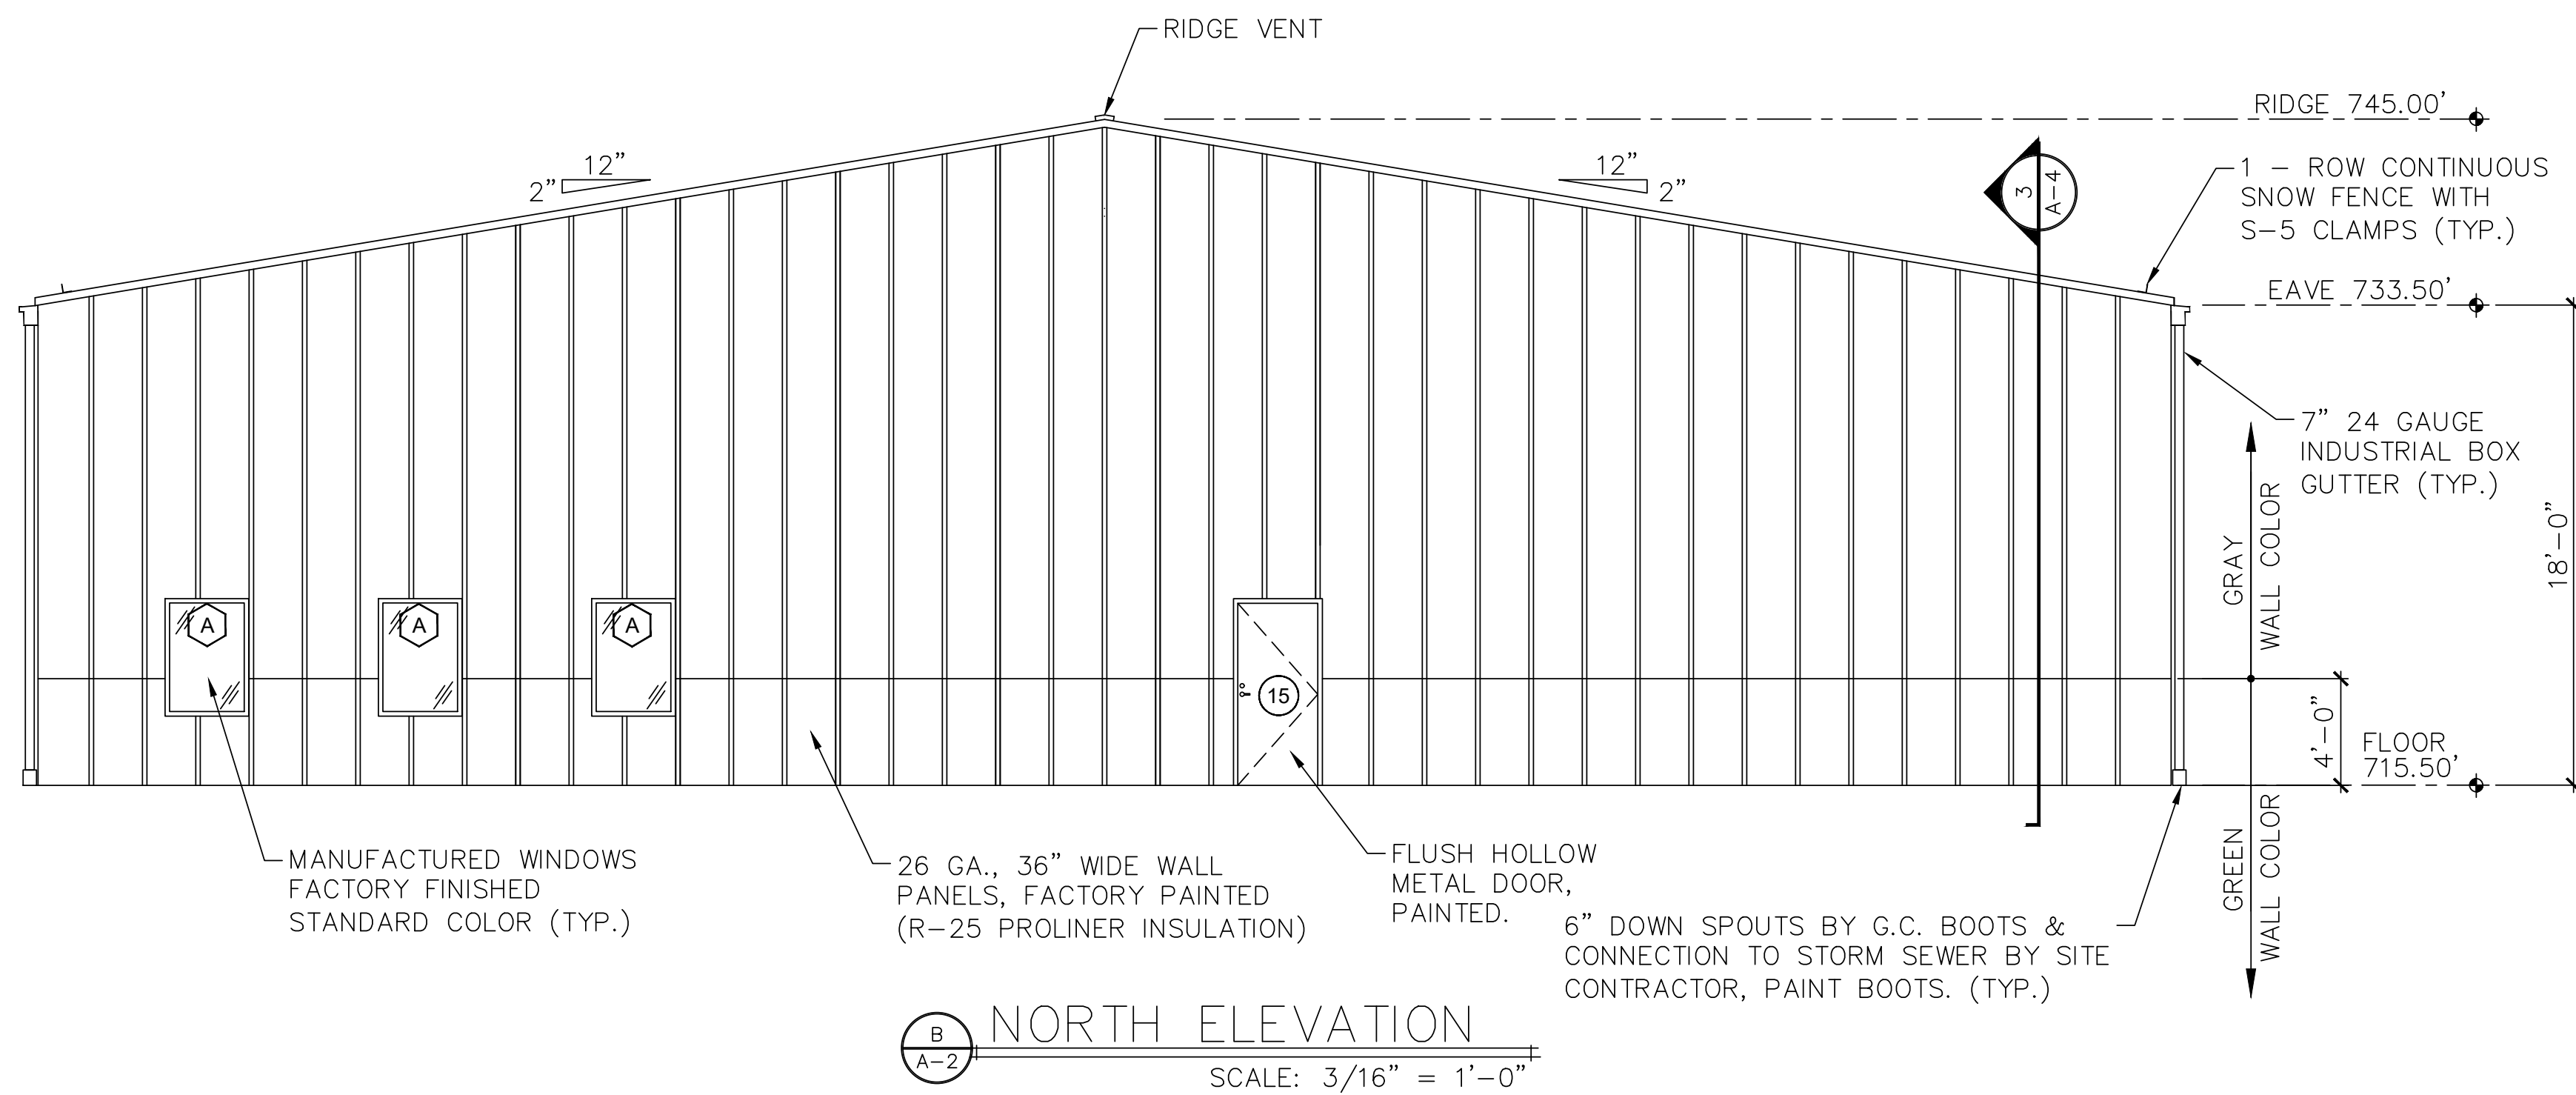 RIDGE VENT
RIDGE 745.00'
12"
2"
12"
2"
3
A-4
1 - ROW CONTINUOUS
SNOW FENCE WITH
S-5 CLAMPS (TYP.)
EAVE 733.50'
7" 24 GAUGE
INDUSTRIAL BOX
GUTTER (TYP.)
GRAY
WALL COLOR
18'-0"
A
A
A
15
4'-0"
FLOOR
715.50'
GREEN
WALL COLOR
MANUFACTURED WINDOWS
FACTORY FINISHED
STANDARD COLOR (TYP.)
26 GA., 36" WIDE WALL
PANELS, FACTORY PAINTED
(R-25 PROLINER INSULATION)
FLUSH HOLLOW
METAL DOOR,
PAINTED.
6" DOWN SPOUTS BY G.C. BOOTS &
CONNECTION TO STORM SEWER BY SITE
CONTRACTOR, PAINT BOOTS. (TYP.)
B
A-2
NORTH ELEVATION
SCALE: 3/16" = 1'-0"